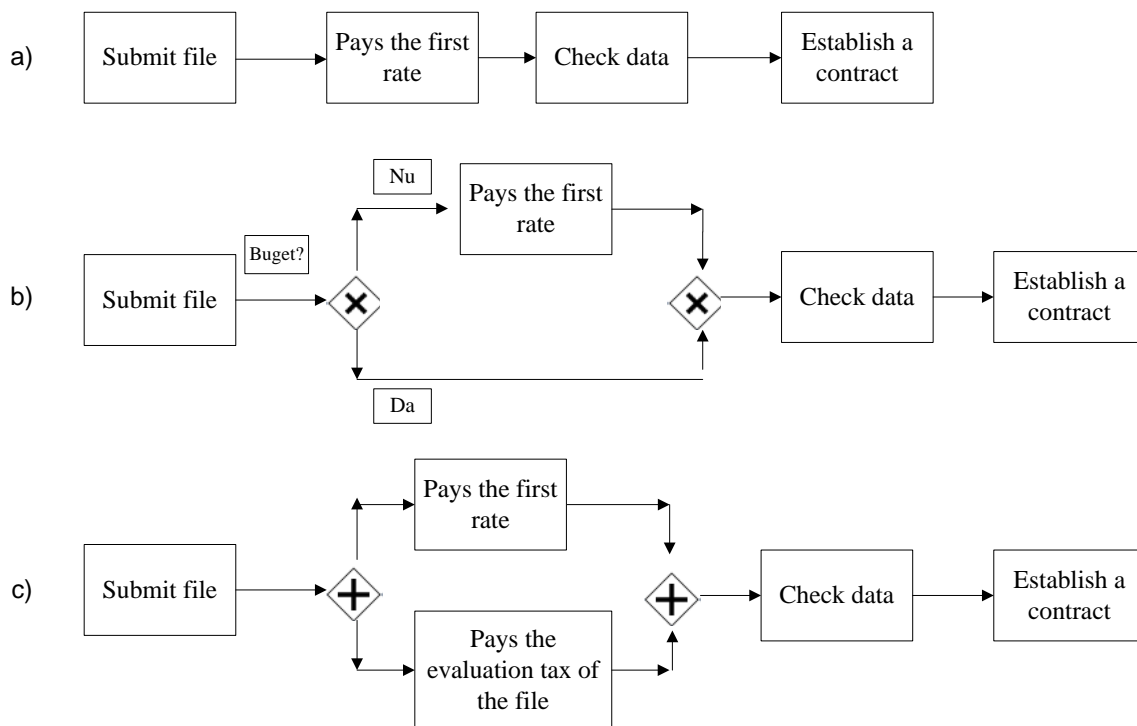 a)
Submit file
Pays the first
rate
Check data
Establish a
contract
b)
Submit file
Buget?
Nu
Da
Pays the first
rate
Check data
Establish a
contract
c)
Submit file
Pays the first
rate
Pays the
evaluation tax of
the file
Check data
Establish a
contract